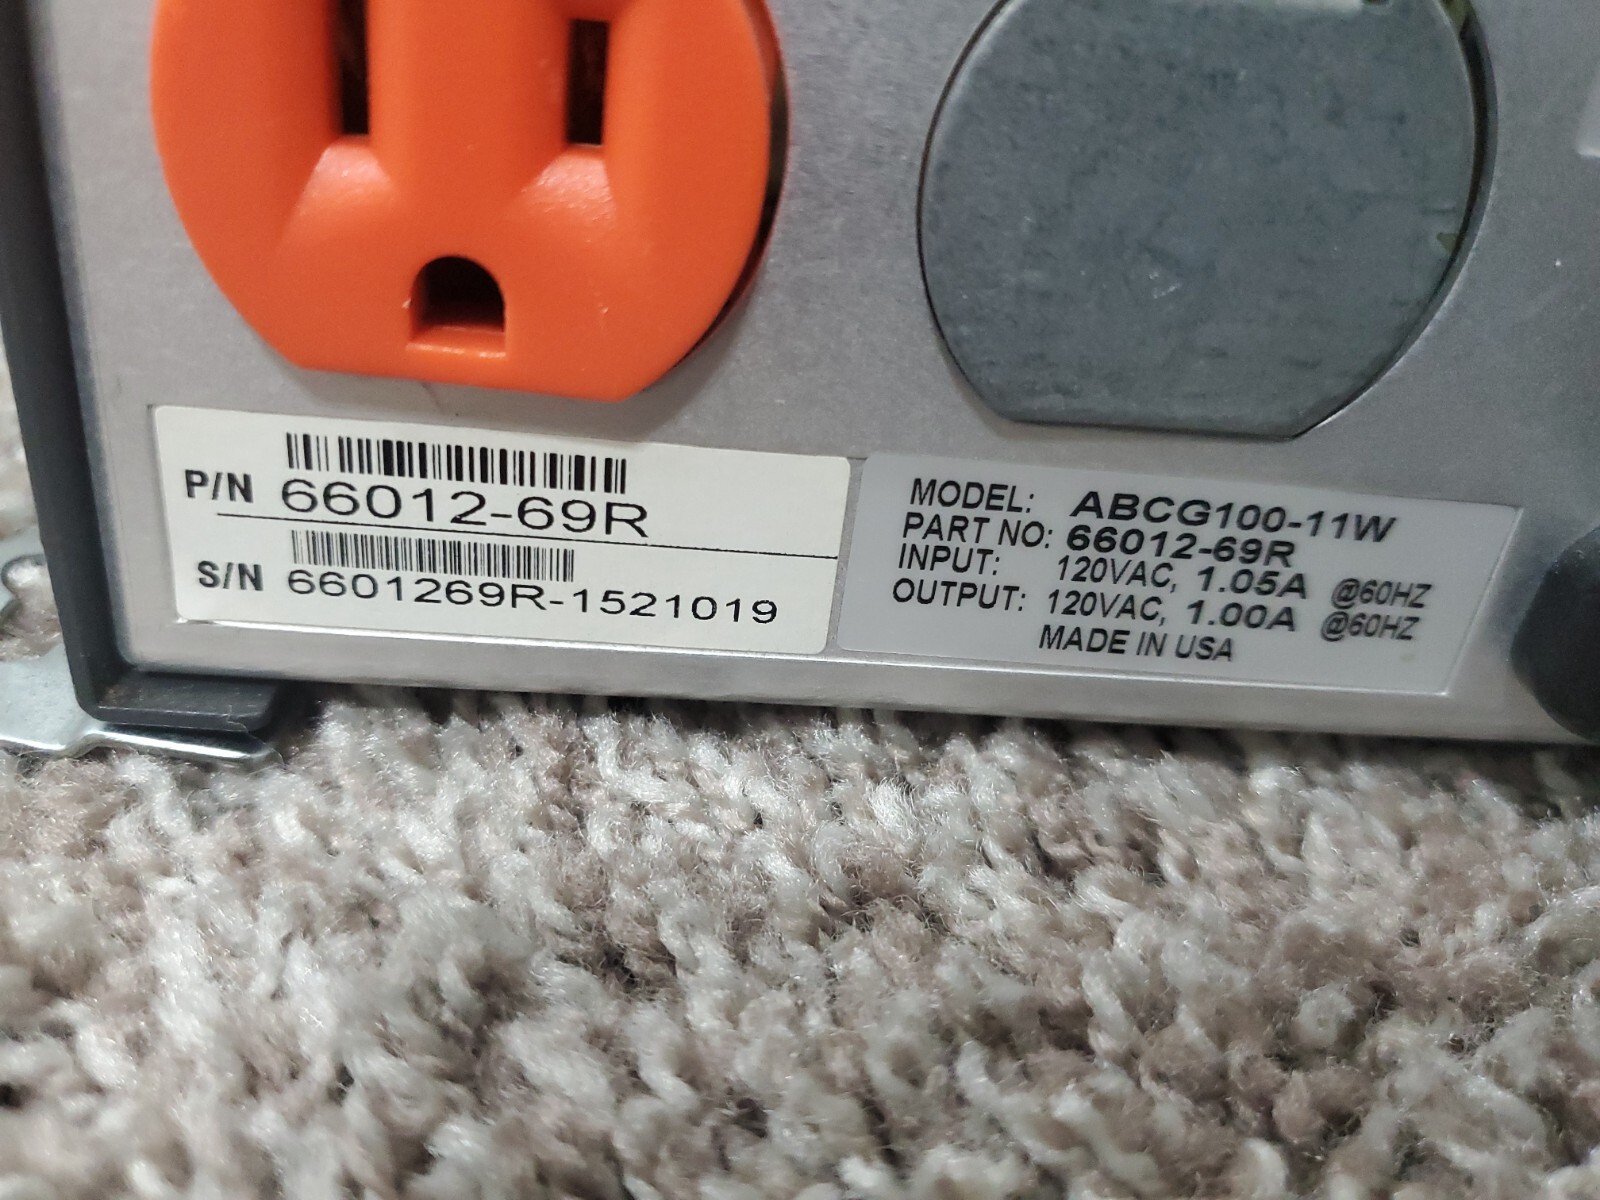 P/N 66012-69R
S/N 6601269R-1521019
MODEL: ABCG100-11W
PART NO: 66012-69R
INPUT: 120VAC, 1.05A @60HZ
OUTPUT: 120VAC, 1.00A @60HZ
MADE IN USA